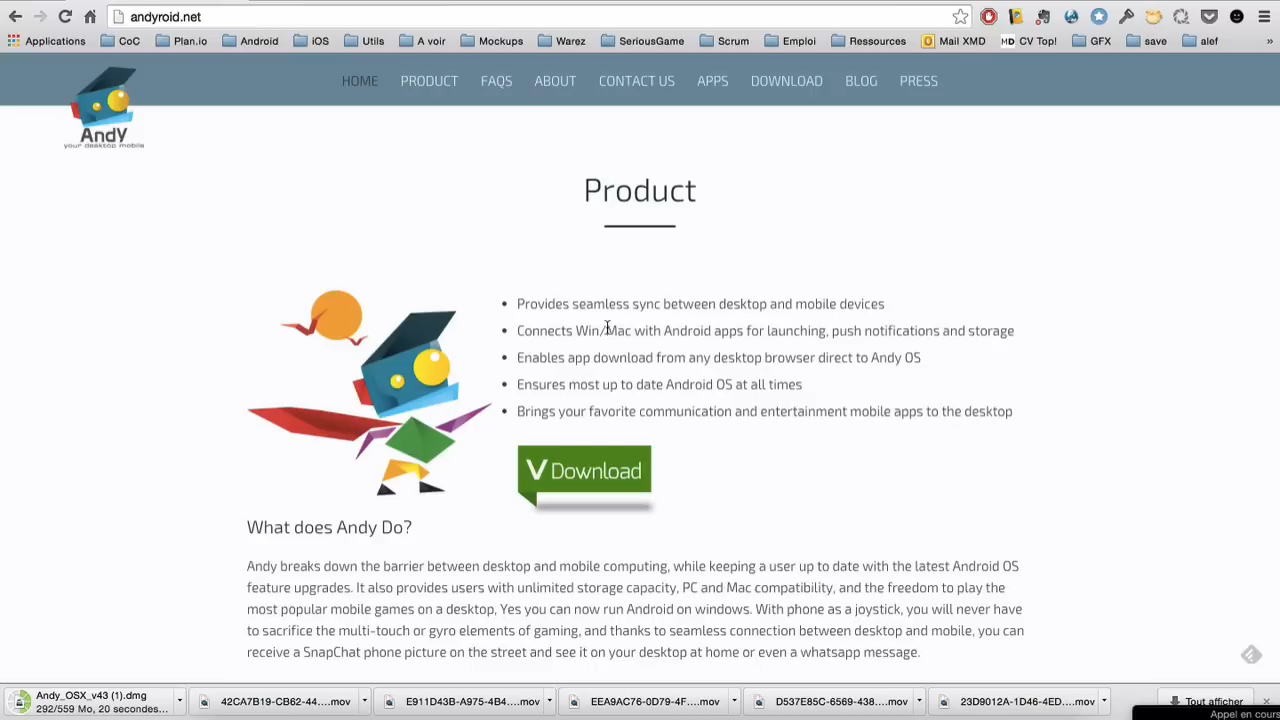 andyroid.net
Applications CoC Plan.io Android iOS Utils A voir Mockups Warez SeriousGame Scrum Emploi Ressources Mail XMD MD CV Top! GFX save alef »
HOME PRODUCT FAQS ABOUT CONTACT US APPS DOWNLOAD BLOG PRESS
AndY
your desktop mobile
Product
• Provides seamless sync between desktop and mobile devices
• Connects Win/Mac with Android apps for launching, push notifications and storage
• Enables app download from any desktop browser direct to Andy OS
• Ensures most up to date Android OS at all times
• Brings your favorite communication and entertainment mobile apps to the desktop
V Download
What does Andy Do?
Andy breaks down the barrier between desktop and mobile computing, while keeping a user up to date with the latest Android OS
feature upgrades. It also provides users with unlimited storage capacity, PC and Mac compatibility, and the freedom to play the
most popular mobile games on a desktop, Yes you can now run Android on windows. With phone as a joystick, you will never have
to sacrifice the multi-touch or gyro elements of gaming, and thanks to seamless connection between desktop and mobile, you can
receive a SnapChat phone picture on the street and see it on your desktop at home or even a whatsapp message.
Andy_OSX_v43 (1).dmg
292/559 Mo, 20 secondes...
42CA7B19-CB62-44....mov
E911D43B-A975-4B4....mov
EEA9AC76-0D79-4F....mov
D537E85C-6569-438....mov
23D9012A-1D46-4ED....mov
Tout afficher
Appel en cours